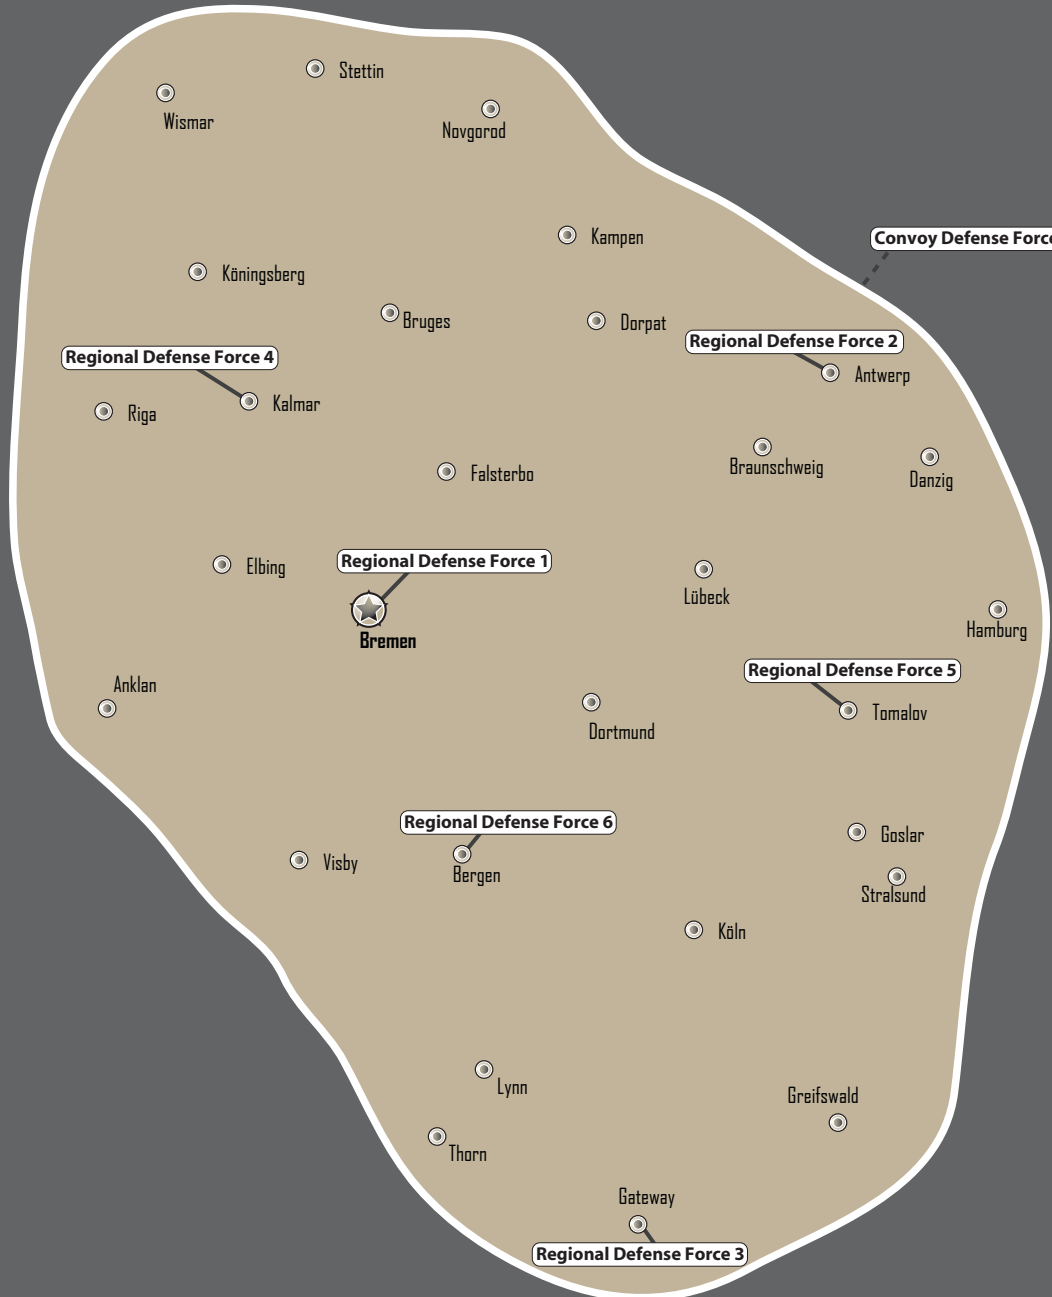 Stettin
Wismar
Novgorod
Kampen
Convoy Defense Force
Köningsberg
Bruges
Dorpat
Regional Defense Force 2
Regional Defense Force 4
Antwerp
Kalmar
Riga
Braunschweig
Falsterbo
Danzig
Regional Defense Force 1
Elbing
Lübeck
Hamburg
Bremen
Regional Defense Force 5
Anklan
Tomalov
Dortmund
Regional Defense Force 6
Goslar
Visby
Bergen
Stralsund
Köln
Lynn
Greifswald
Thorn
Gateway
Regional Defense Force 3